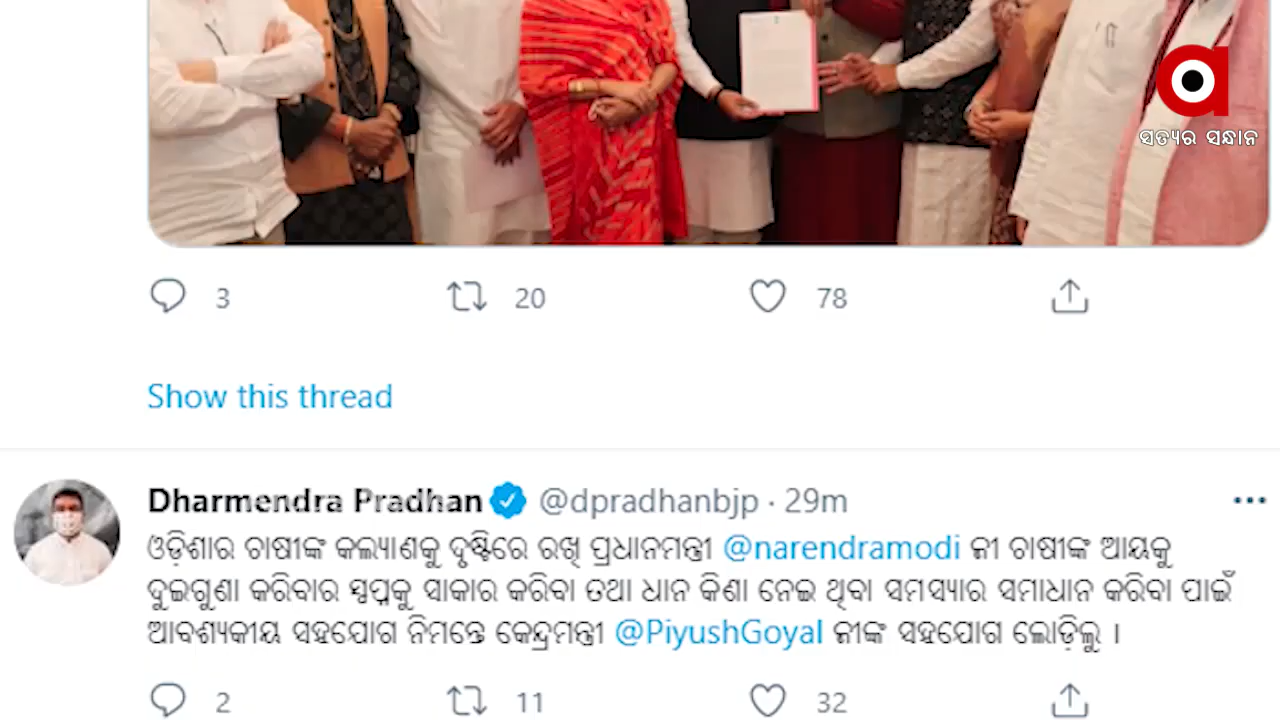 ସତ୍ୟର ସନ୍ଧାନ
3 20 78
Show this thread
Dharmendra Pradhan @dpradhanbjp · 29m
ଓଡ଼ିଶାର ଚାଷୀଙ୍କ କଲ୍ୟାଣକୁ ଦୃଷ୍ଟିରେ ରଖି ପ୍ରଧାନମନ୍ତ୍ରୀ @narendramodi ଜୀ ଚାଷୀଙ୍କ ଆୟକୁ
ଦୁଇଗୁଣା କରିବାର ସ୍ୱପ୍ନକୁ ସାକାର କରିବା ତଥା ଧାନ କିଣା ନେଇ ଥିବା ସମସ୍ୟାର ସମାଧାନ କରିବା ପାଇଁ
ଆବଶ୍ୟକୀୟ ସହଯୋଗ ନିମନ୍ତେ କେନ୍ଦ୍ରମନ୍ତ୍ରୀ @PiyushGoyal ଜୀଙ୍କ ସହଯୋଗ ଲୋଡ଼ିଲୁ ।
2 11 32